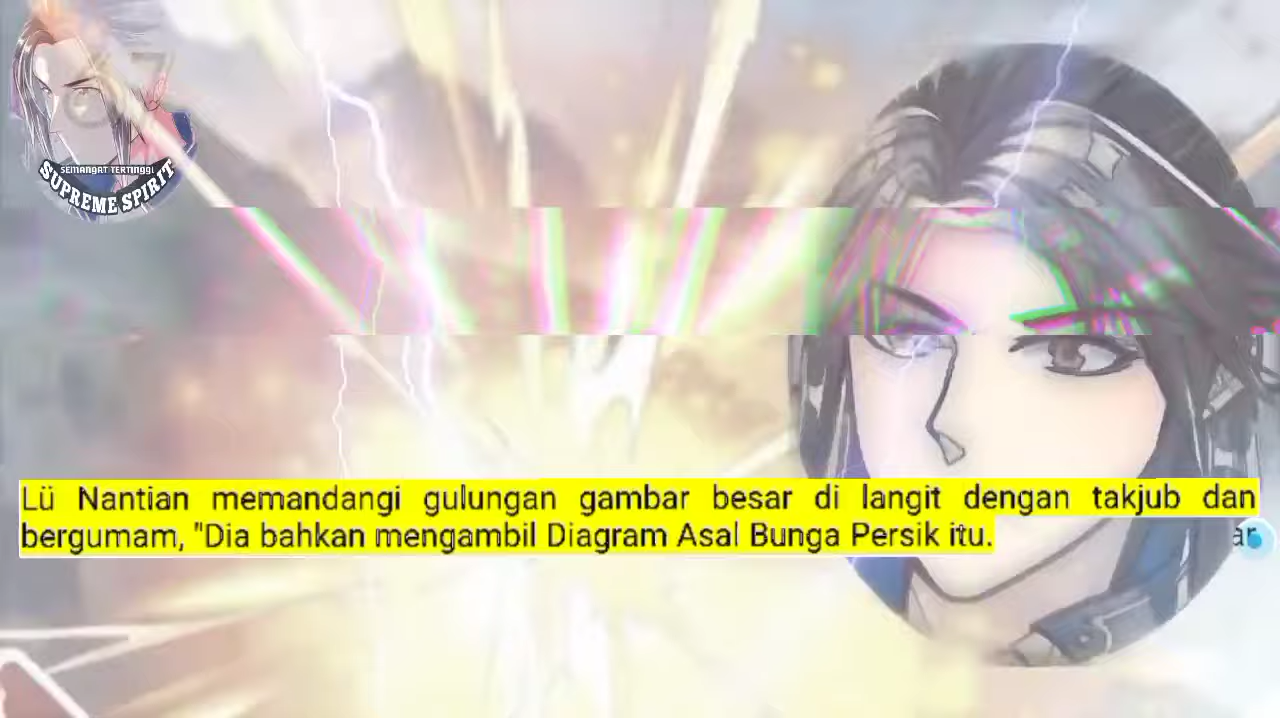 SEMANGAT TERTINGGI
SUPREME SPIRIT
Lü Nantian memandangi gulungan gambar besar di langit dengan takjub dan
bergumam, "Dia bahkan mengambil Diagram Asal Bunga Persik itu.